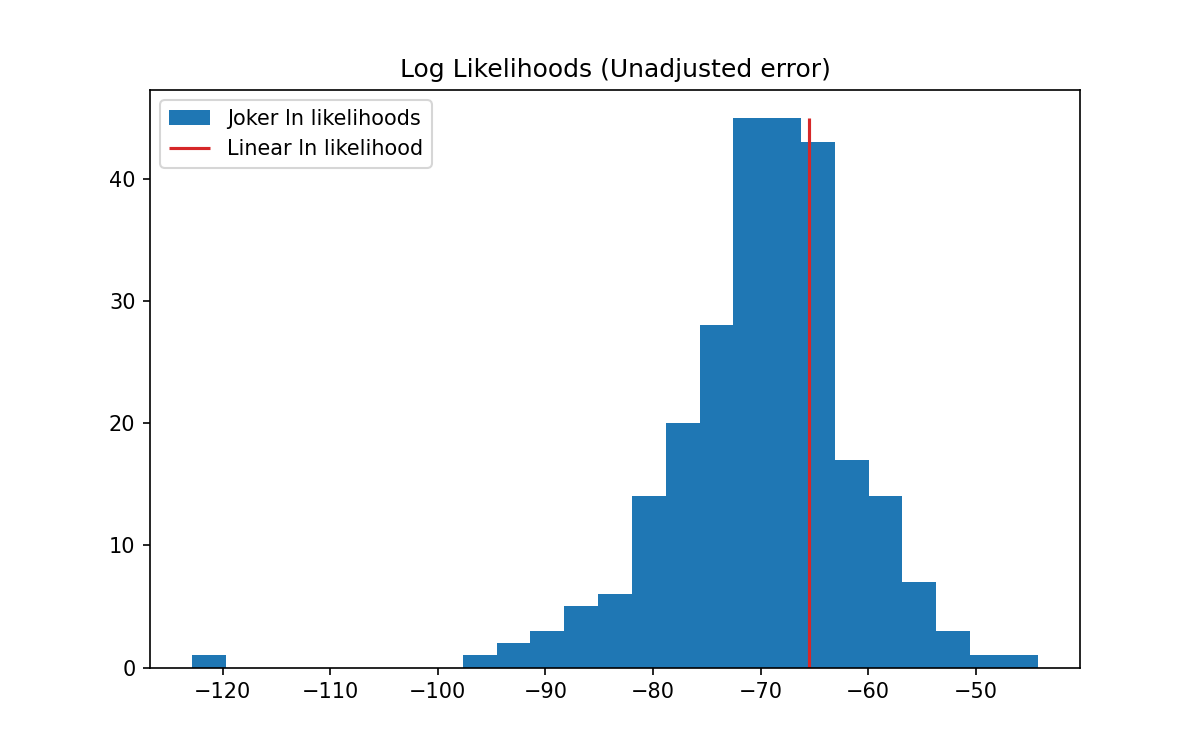 Log Likelihoods (Unadjusted error)
Joker ln likelihoods
Linear ln likelihood
40
30
20
10
0
−120 −110 −100 −90 −80 −70 −60 −50